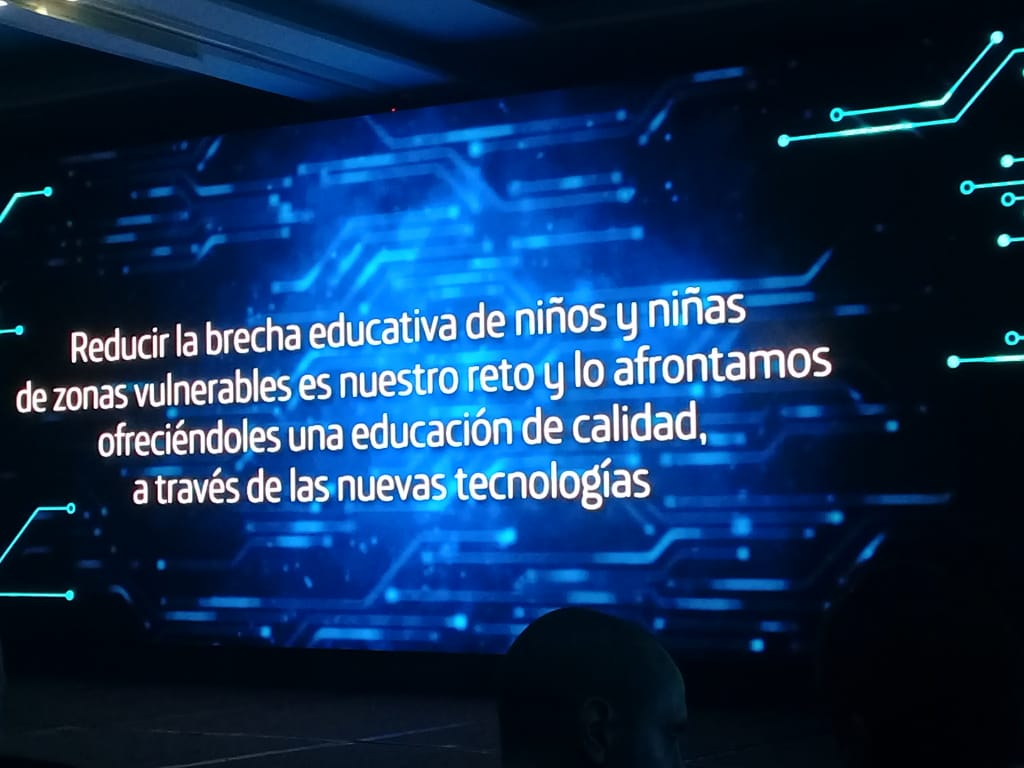 Reducir la brecha educativa de niños y niñas
de zonas vulnerables es nuestro reto y lo afrontamos
ofreciéndoles una educación de calidad,
a través de las nuevas tecnologías